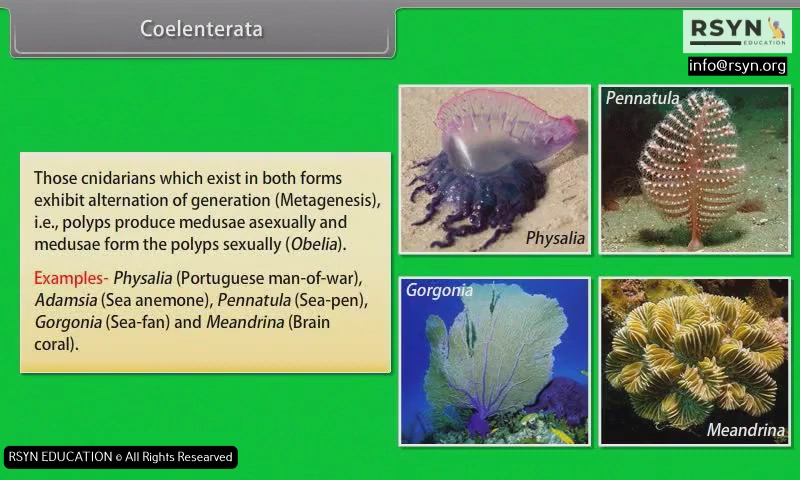 Coelenterata
RSYN
EDUCATION
info@rsyn.org
Those cnidarians which exist in both forms
exhibit alternation of generation (Metagenesis),
i.e., polyps produce medusae asexually and
medusae form the polyps sexually (Obelia).
Examples- Physalia (Portuguese man-of-war),
Adamsia (Sea anemone), Pennatula (Sea-pen),
Gorgonia (Sea-fan) and Meandrina (Brain
coral).
Physalia
Pennatula
Gorgonia
Meandrina
RSYN EDUCATION © All Rights Researved